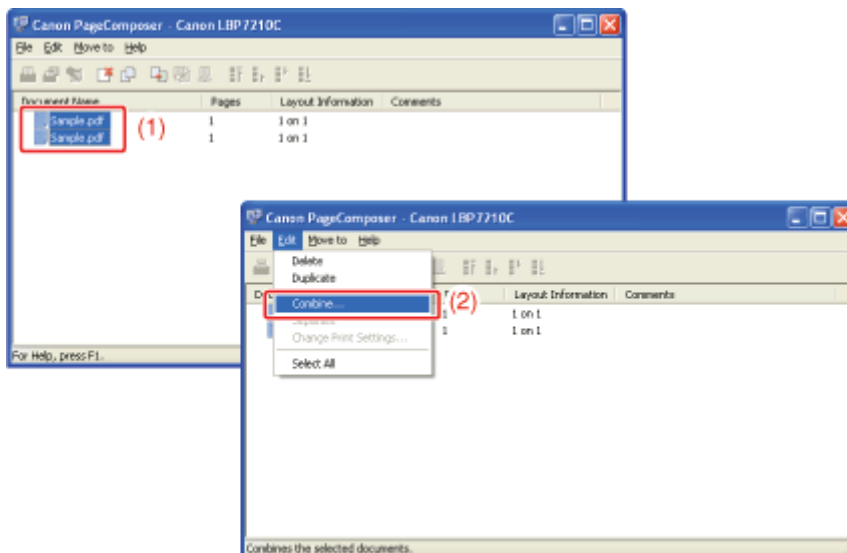 Canon PageComposer - Canon LBP7210C
File Edit Move to Help
Document Name Pages Layout Information Comments
Sample.pdf 1 1 on 1
Sample.pdf 1 1 on 1
(1)
For Help, press F1.
Canon PageComposer - Canon LBP7210C
File Edit Move to Help
Delete
Duplicate
Layout Information Comments
Combine...
(2)
1 1 on 1
Separate
1 1 on 1
Change Print Settings...
Select All
Combines the selected documents.